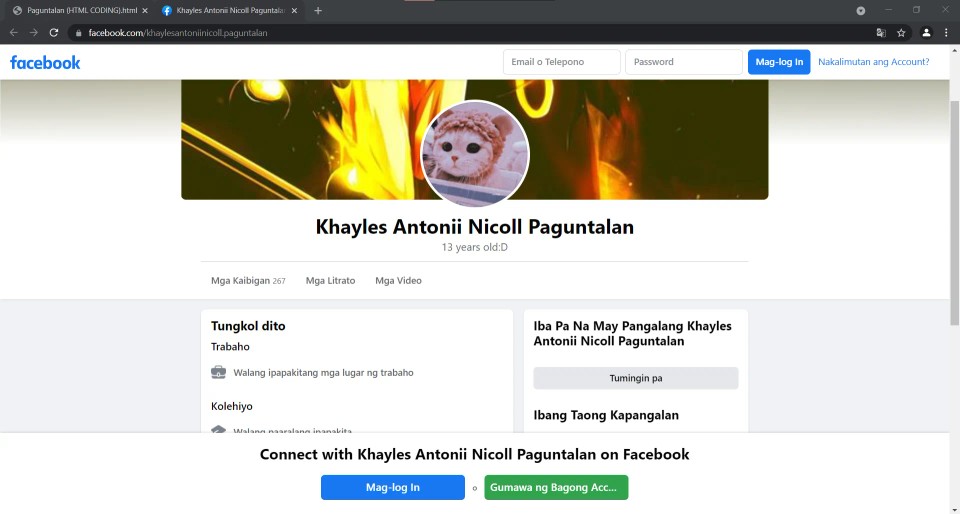 Paguntalan (HTML CODING).html
Khayles Antonii Nicoll Paguntalan
facebook.com/khaylesantoniinicoll.paguntalan
facebook
Email o Telepono
Password
Mag-log In
Nakalimutan ang Account?
Khayles Antonii Nicoll Paguntalan
13 years old:D
Mga Kaibigan 267
Mga Litrato
Mga Video
Tungkol dito
Trabaho
Walang ipapakitang mga lugar ng trabaho
Kolehiyo
Walang paaralang ipapakita
Iba Pa Na May Pangalang Khayles
Antonii Nicoll Paguntalan
Tumingin pa
Ibang Taong Kapangalan
Connect with Khayles Antonii Nicoll Paguntalan on Facebook
Mag-log In
o
Gumawa ng Bagong Acc...